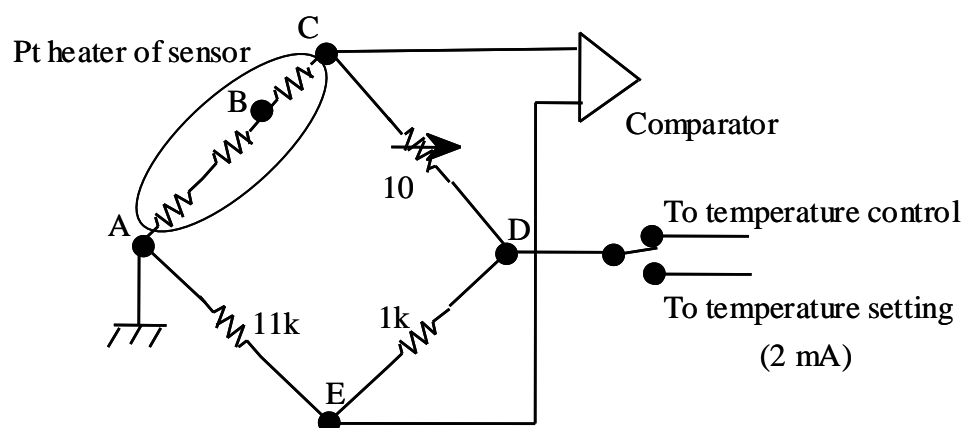 C
Pt heater of sensor
B
Comparator
10
To temperature control
A
D
To temperature setting
11k
1k
(2 mA)
E